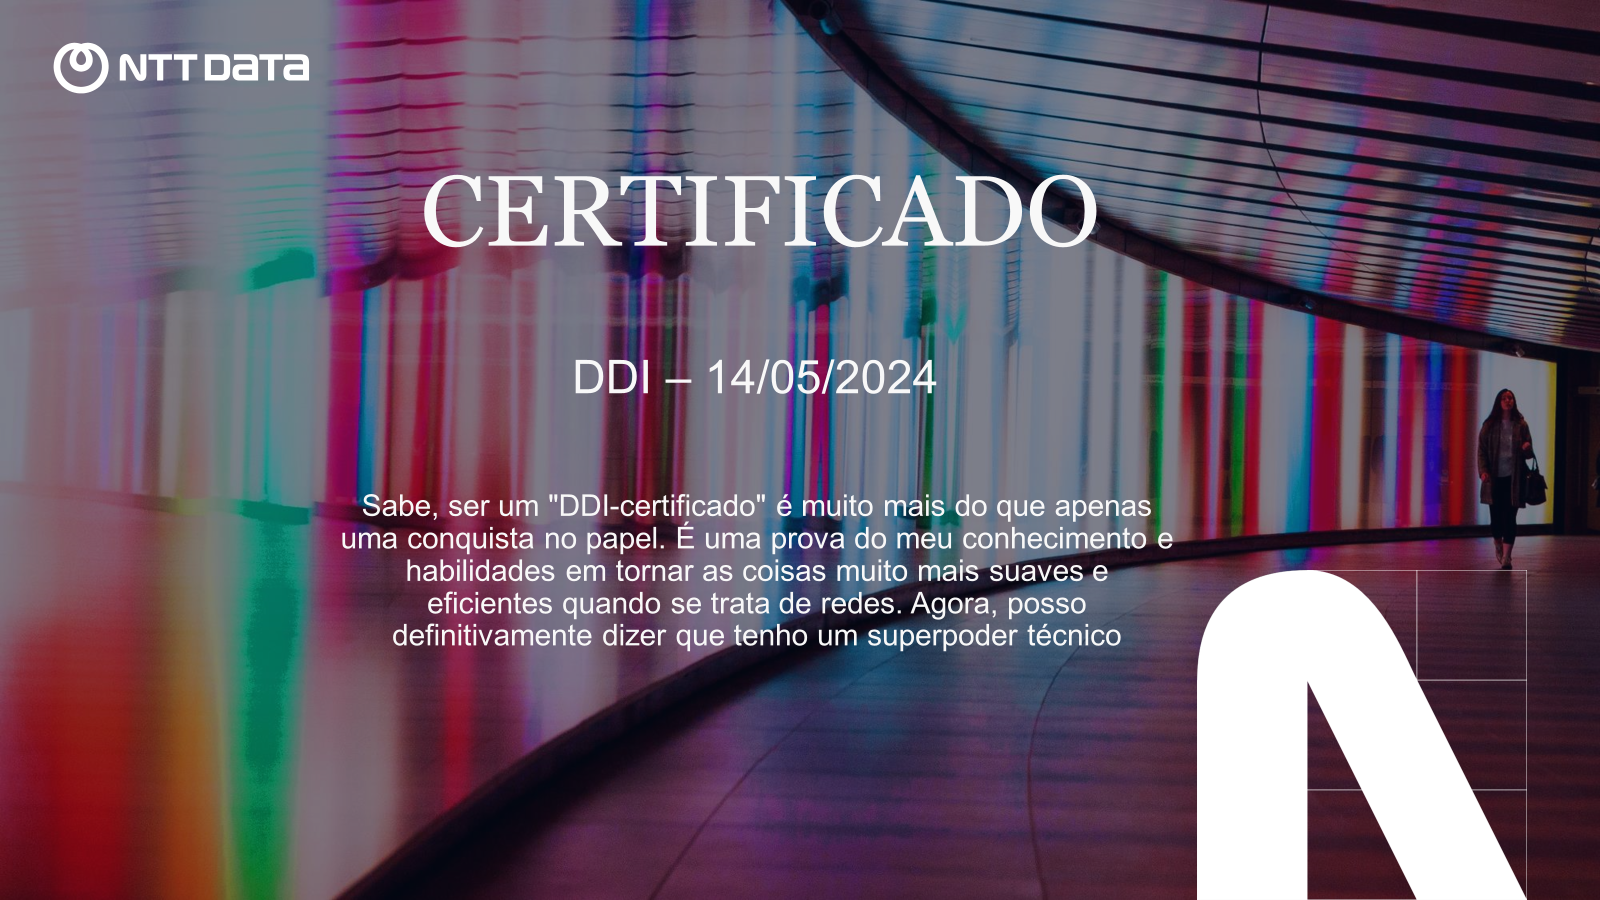 NTT DATA
CERTIFICADO
DDI – 14/05/2024
Sabe, ser um "DDI-certificado" é muito mais do que apenas
uma conquista no papel. É uma prova do meu conhecimento e
habilidades em tornar as coisas muito mais suaves e
eficientes quando se trata de redes. Agora, posso
definitivamente dizer que tenho um superpoder técnico